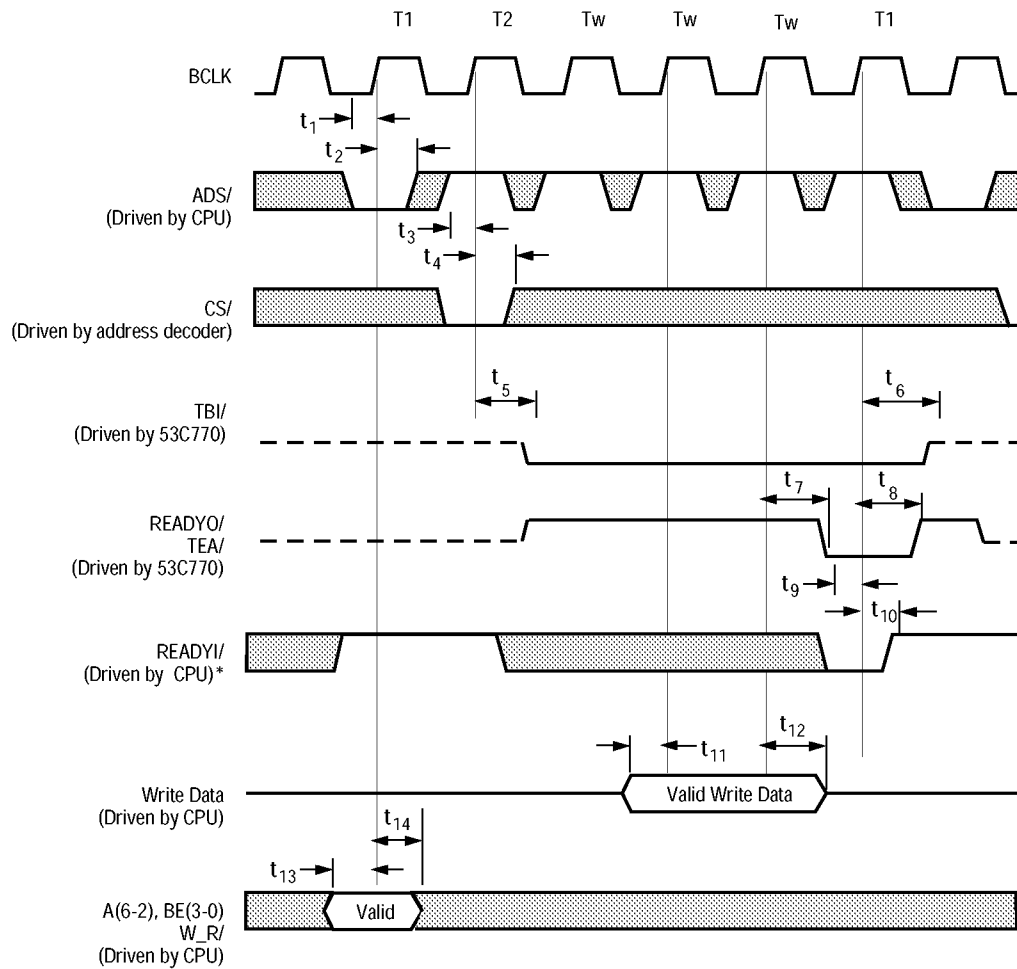 T1 T2 Tw Tw Tw T1
BCLK
t1
t2
ADS/
(Driven by CPU)
t3
t4
CS/
(Driven by address decoder)
t5
t6
TBI/
(Driven by 53C770)
t7
t8
READYO/
TEA/
(Driven by 53C770)
t9
t10
READYI/
(Driven by CPU)*
t12
t11
Write Data
(Driven by CPU)
Valid Write Data
t14
t13
A(6-2), BE(3-0)
W_R/
(Driven by CPU)
Valid